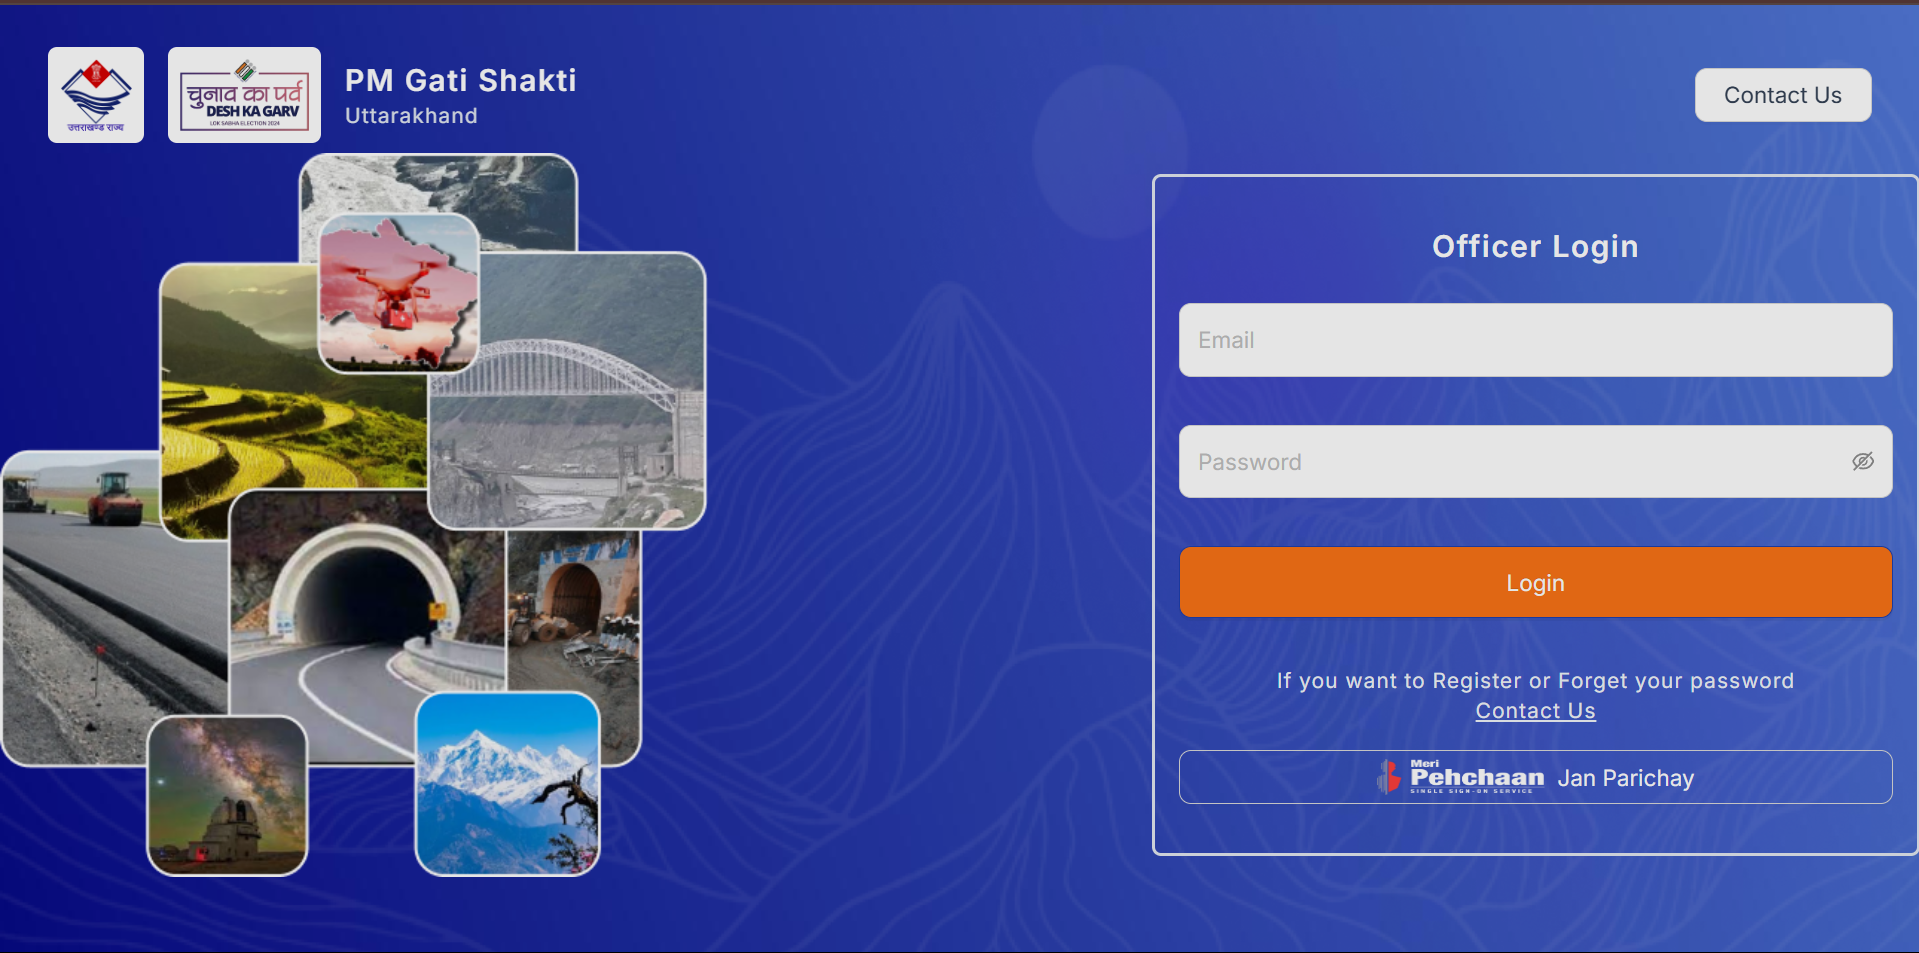 PM Gati Shakti
Uttarakhand
उत्तराखण्ड राज्य
चुनाव का पर्व
DESH KA GARV
LOK SABHA ELECTION 2024
Contact Us
Officer Login
Email
Password
Login
If you want to Register or Forget your password
Contact Us
Meri
Pehchaan
SINGLE SIGN-ON SERVICE
Jan Parichay